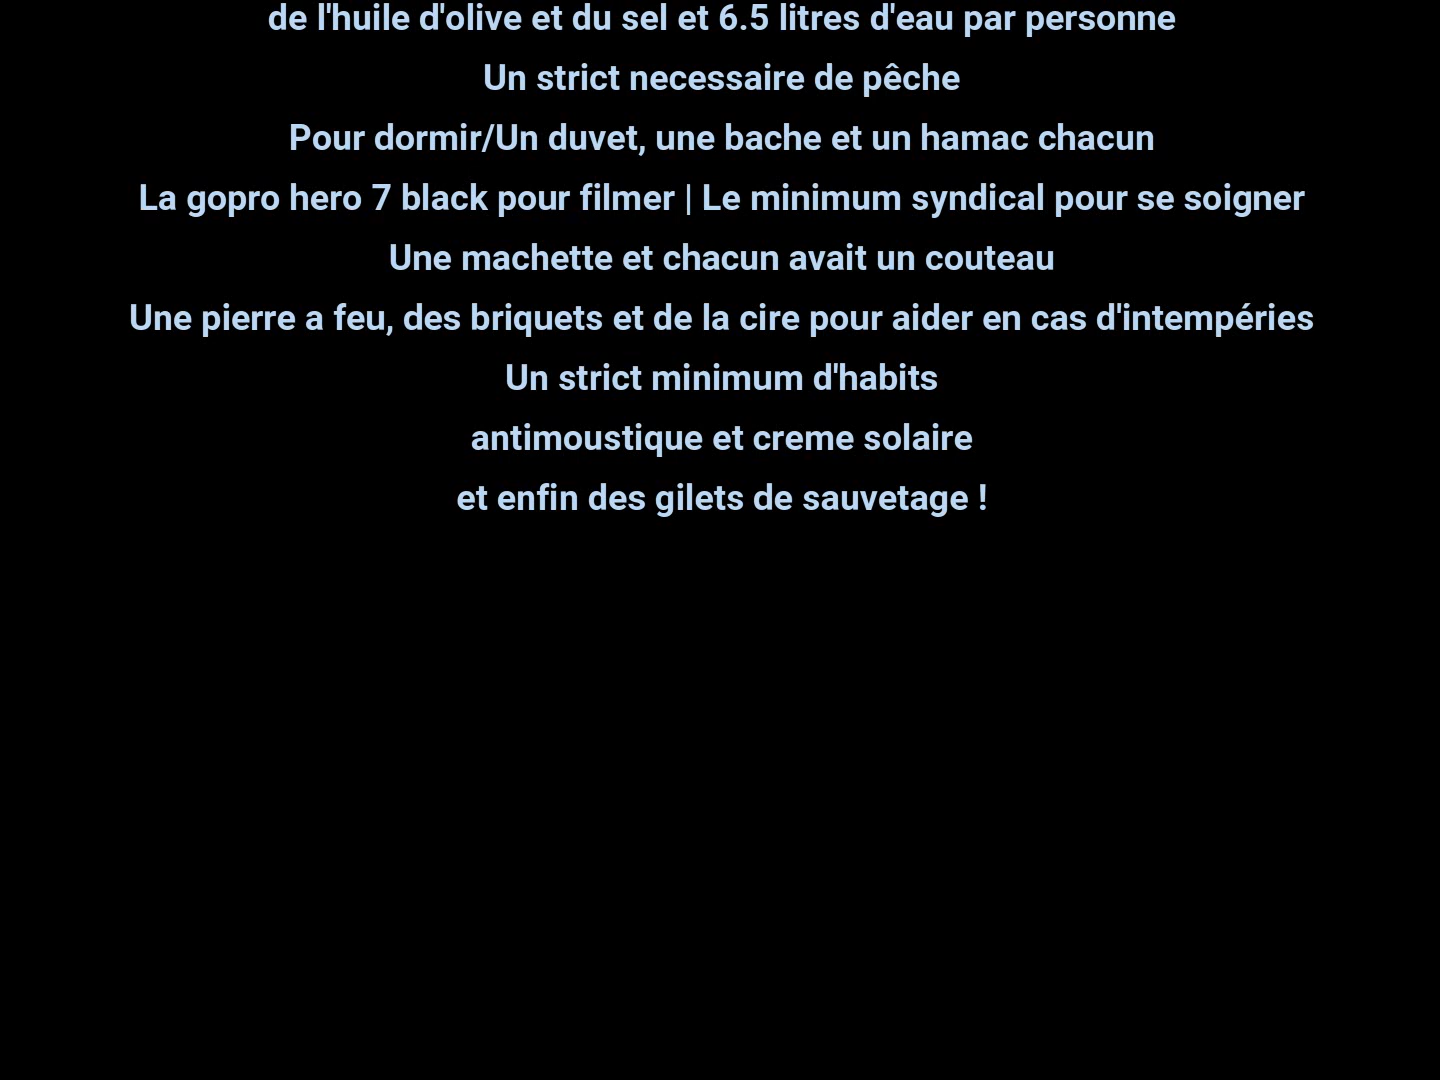 de l'huile d'olive et du sel et 6.5 litres d'eau par personne
Un strict necessaire de pêche
Pour dormir/Un duvet, une bache et un hamac chacun
La gopro hero 7 black pour filmer | Le minimum syndical pour se soigner
Une machette et chacun avait un couteau
Une pierre a feu, des briquets et de la cire pour aider en cas d'intempéries
Un strict minimum d'habits
antimoustique et creme solaire
et enfin des gilets de sauvetage !